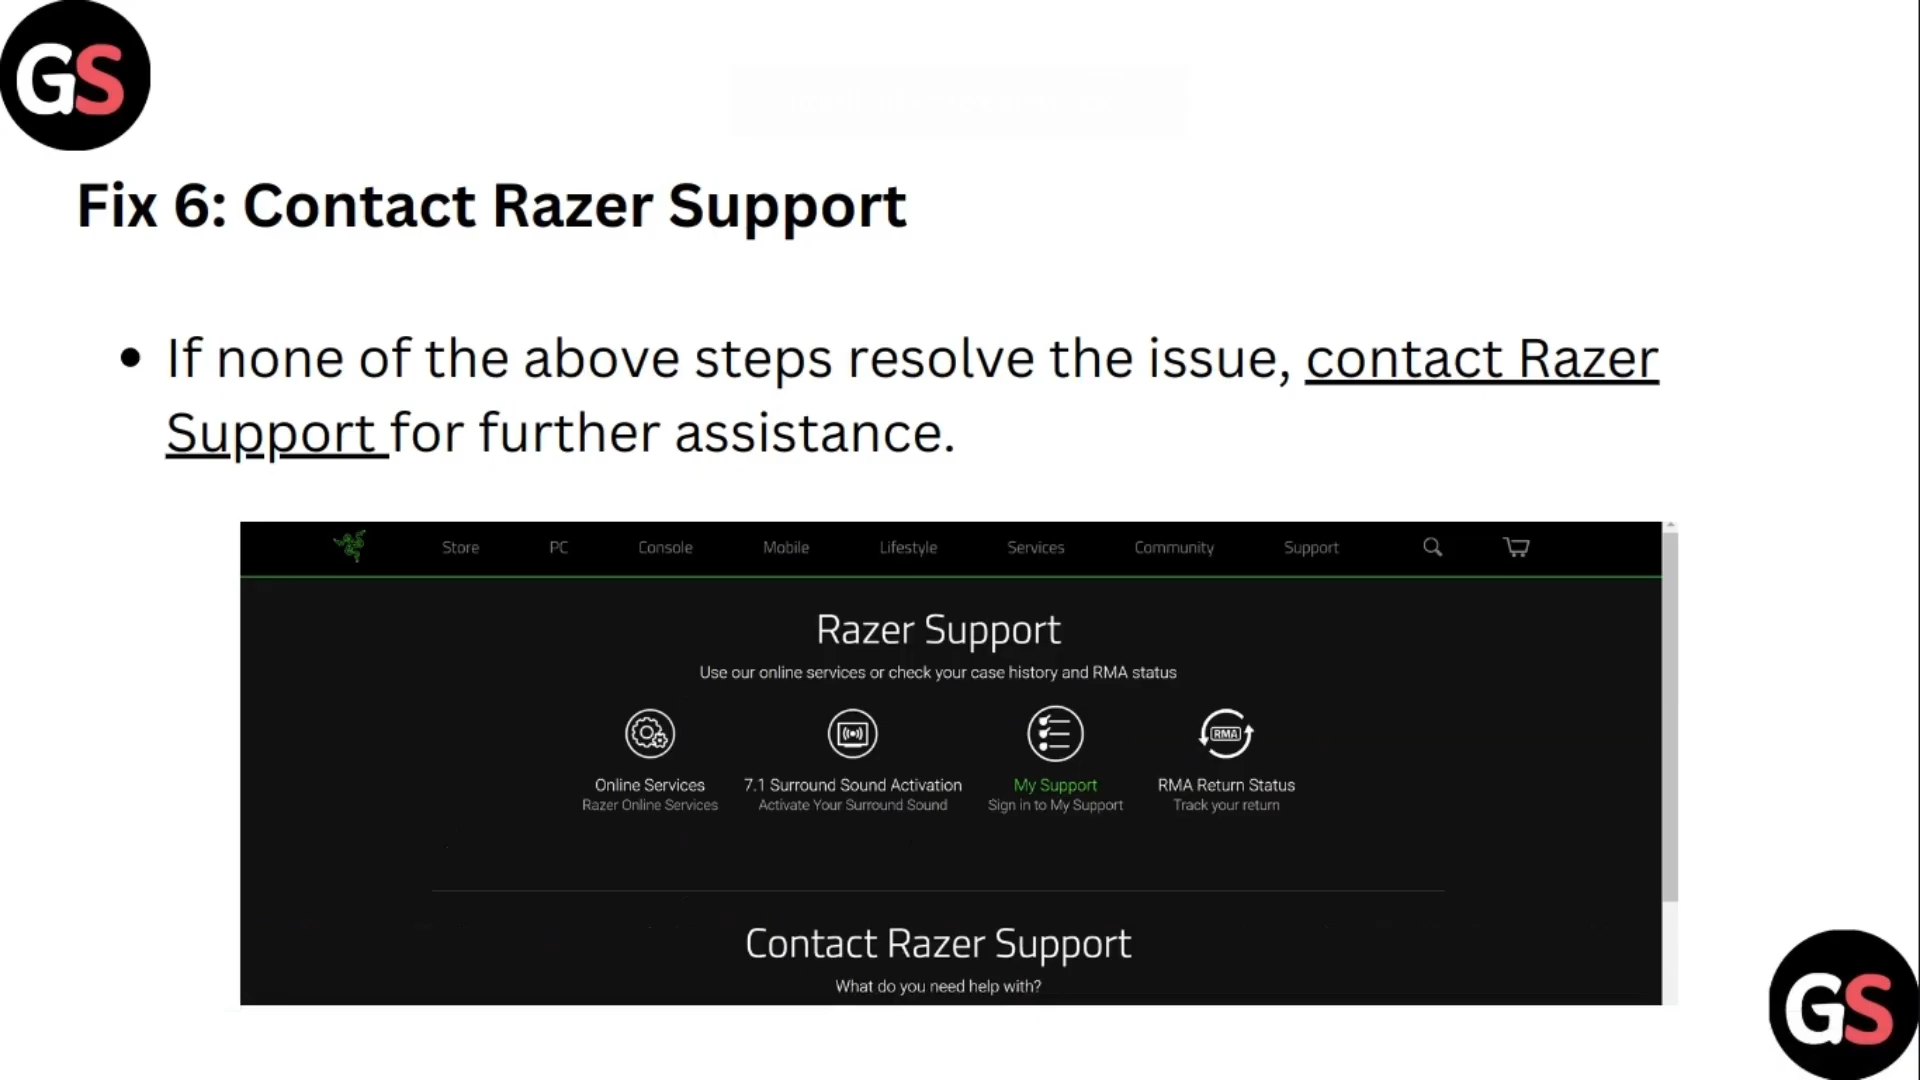 GS
Fix 6: Contact Razer Support
• If none of the above steps resolve the issue, contact Razer
Support for further assistance.
Store PC Console Mobile Lifestyle Services Community Support
Razer Support
Use our online services or check your case history and RMA status
RMA
Online Services 7.1 Surround Sound Activation My Support RMA Return Status
Razer Online Services Activate Your Surround Sound Sign in to My Support Track your return
Contact Razer Support
What do you need help with?
GS